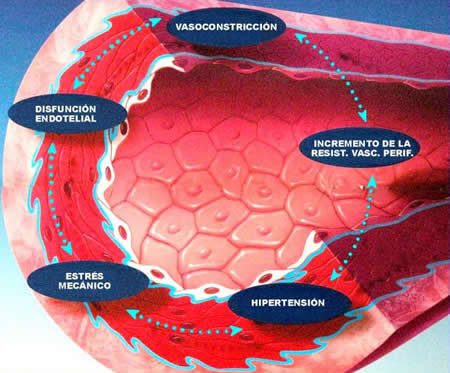 VASOCONSTRICCIÓN
DISFUNCIÓN
ENDOTELIAL
INCREMENTO DE LA
RESIST. VASC. PERIF.
ESTRÉS
MECÁNICO
HIPERTENSIÓN